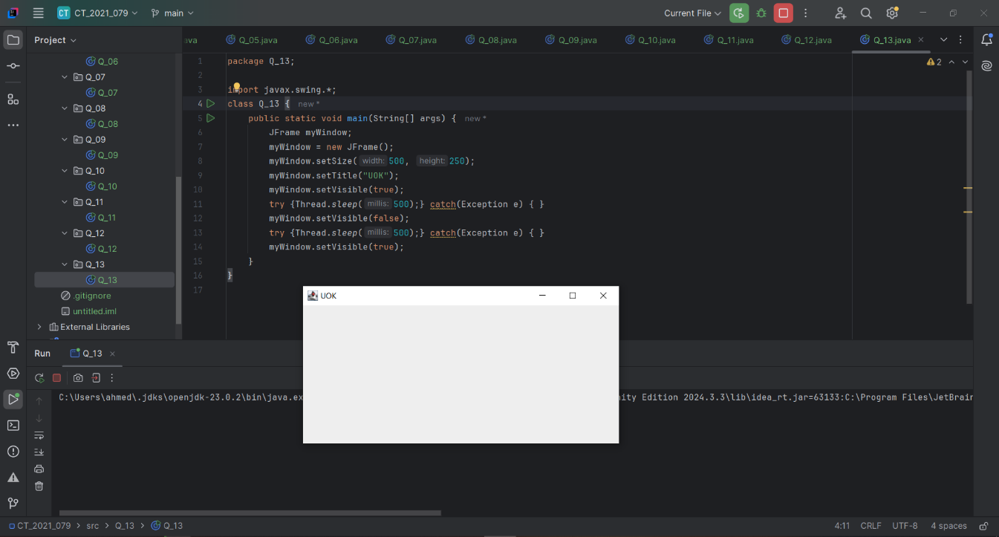 CT CT_2021_079 main Current File
Project
ava Q_05.java Q_06.java Q_07.java Q_08.java Q_09.java Q_10.java Q_11.java Q_12.java Q_13.java
Q_06
Q_07
Q_07
Q_08
Q_08
Q_09
Q_09
Q_10
Q_10
Q_11
Q_11
Q_12
Q_12
Q_13
Q_13
.gitignore
untitled.iml
External Libraries
2
1 package Q_13;
2
3 import javax.swing.*;
4 class Q_13 { new *
5 public static void main(String[] args) { new *
6 JFrame myWindow;
7 myWindow = new JFrame();
8 myWindow.setSize( width: 500, height: 250);
9 myWindow.setTitle("UOK");
10 myWindow.setVisible(true);
11 try {Thread.sleep( millis: 500);} catch(Exception e) { }
12 myWindow.setVisible(false);
13 try {Thread.sleep( millis: 500);} catch(Exception e) { }
14 myWindow.setVisible(true);
15 }
16 }
17
UOK
Run Q_13
C:\Users\ahmed\.jdks\openjdk-23.0.2\bin\java.ex ity Edition 2024.3.3\lib\idea_rt.jar=63133:C:\Program Files\JetBrain
CT_2021_079 > src > Q_13 > Q_13 4:11 CRLF UTF-8 4 spaces